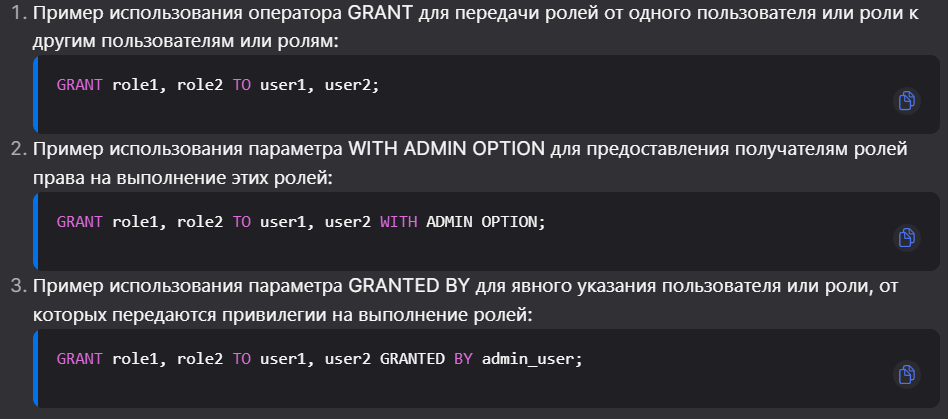 1. Пример использования оператора GRANT для передачи ролей от одного пользователя или роли к
другим пользователям или ролям:
GRANT role1, role2 TO user1, user2;
2. Пример использования параметра WITH ADMIN OPTION для предоставления получателям ролей
права на выполнение этих ролей:
GRANT role1, role2 TO user1, user2 WITH ADMIN OPTION;
3. Пример использования параметра GRANTED BY для явного указания пользователя или роли, от
которых передаются привилегии на выполнение ролей:
GRANT role1, role2 TO user1, user2 GRANTED BY admin_user;